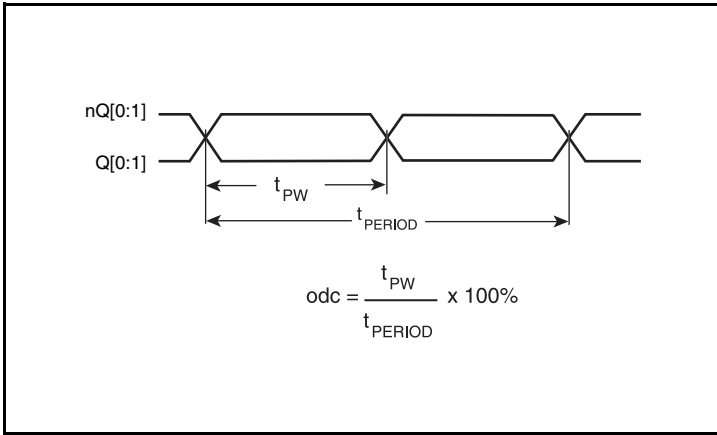 nQ[0:1]
Q[0:1]
tPW
tPERIOD
odc = tPW / tPERIOD x 100%